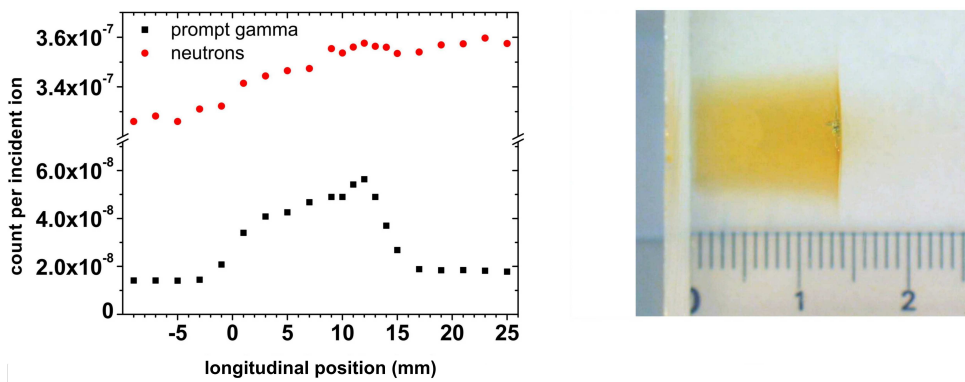 3.6x10⁻⁷
prompt gamma
neutrons
3.4x10⁻⁷
6.0x10⁻⁸
4.0x10⁻⁸
2.0x10⁻⁸
0
-5 0 5 10 15 20 25
count per incident ion
longitudinal position (mm)
0 1 2